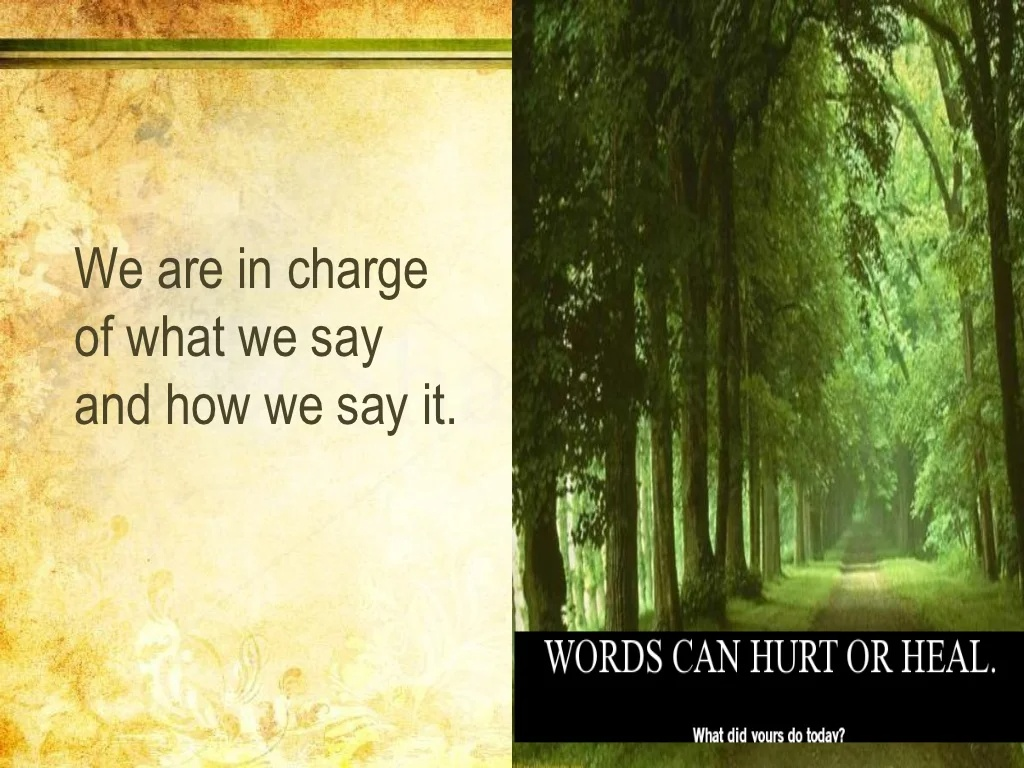 We are in charge
of what we say
and how we say it.
WORDS CAN HURT OR HEAL.
What did yours do today?